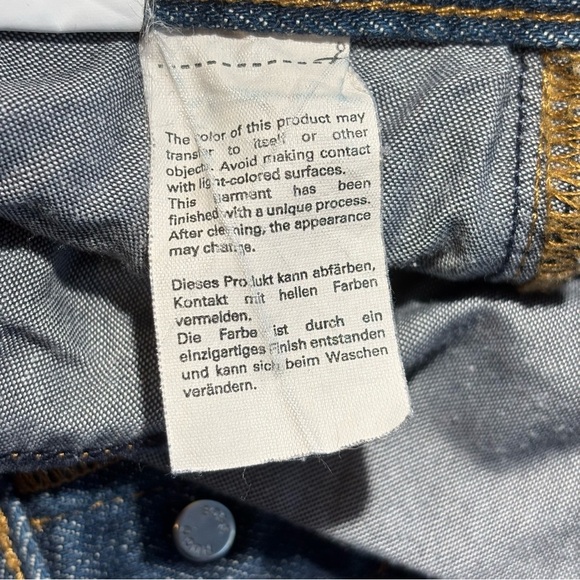 The color of this product may
transfer to itself or other
objects. Avoid making contact
with light-colored surfaces.
This garment has been
finished with a unique process.
After cleaning, the appearance
may change.
Dieses Produkt kann abfärben,
Kontakt mit hellen Farben
vermeiden.
Die Farbe ist durch ein
einzigartiges Finish entstanden
und kann sich beim Waschen
verändern.